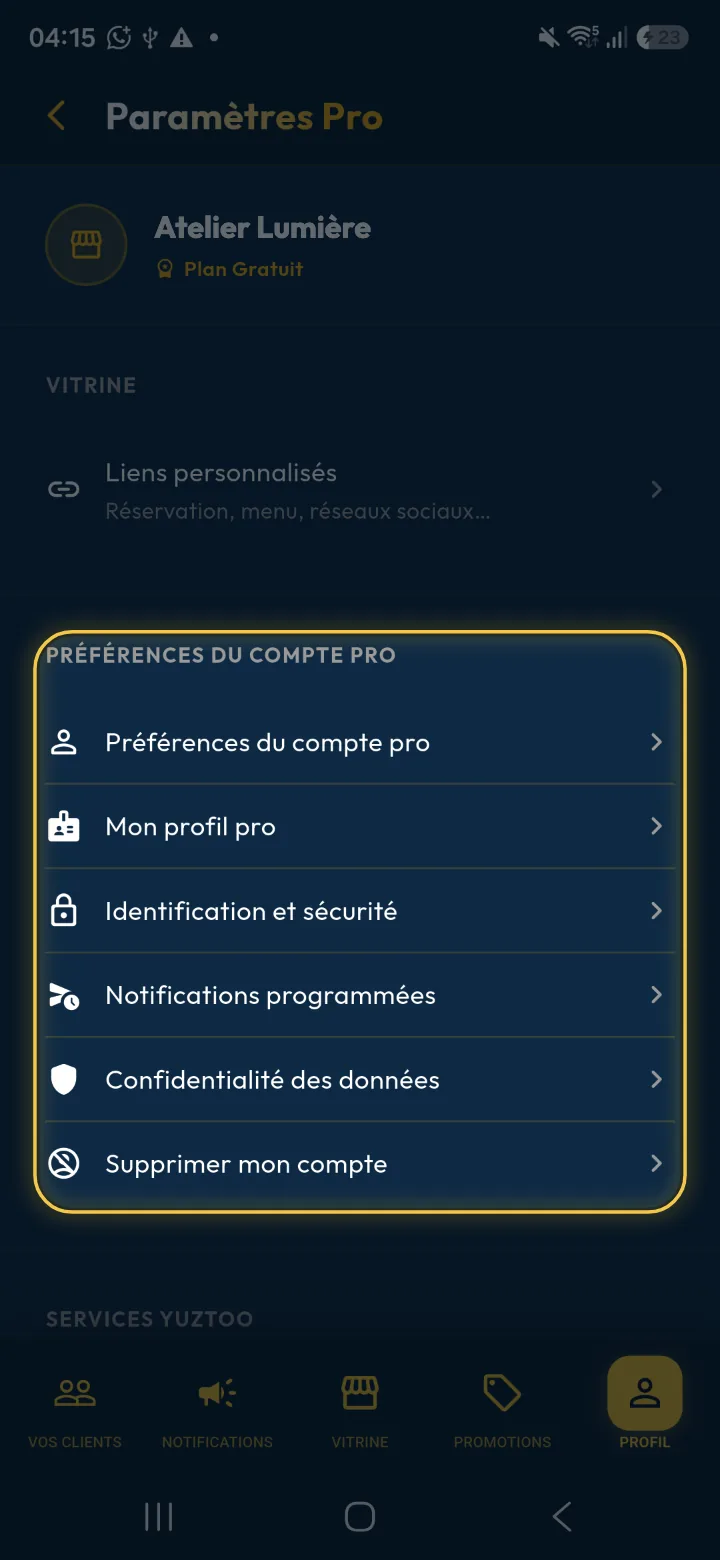 04:15
5
23
Paramètres Pro
Atelier Lumière
Plan Gratuit
VITRINE
Liens personnalisés
Réservation, menu, réseaux sociaux...
PRÉFÉRENCES DU COMPTE PRO
Préférences du compte pro
Mon profil pro
Identification et sécurité
Notifications programmées
Confidentialité des données
Supprimer mon compte
SERVICES YUZTOO
VOS CLIENTS
NOTIFICATIONS
VITRINE
PROMOTIONS
PROFIL